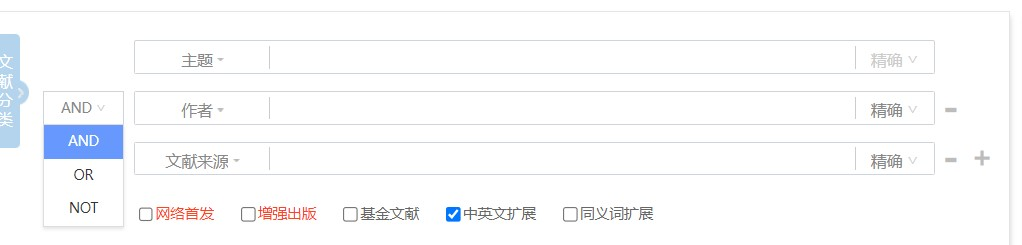 文献分类
主题 精确
AND 作者 精确
AND
文献来源 精确
OR
NOT
网络首发 增强出版 基金文献 中英文扩展 同义词扩展